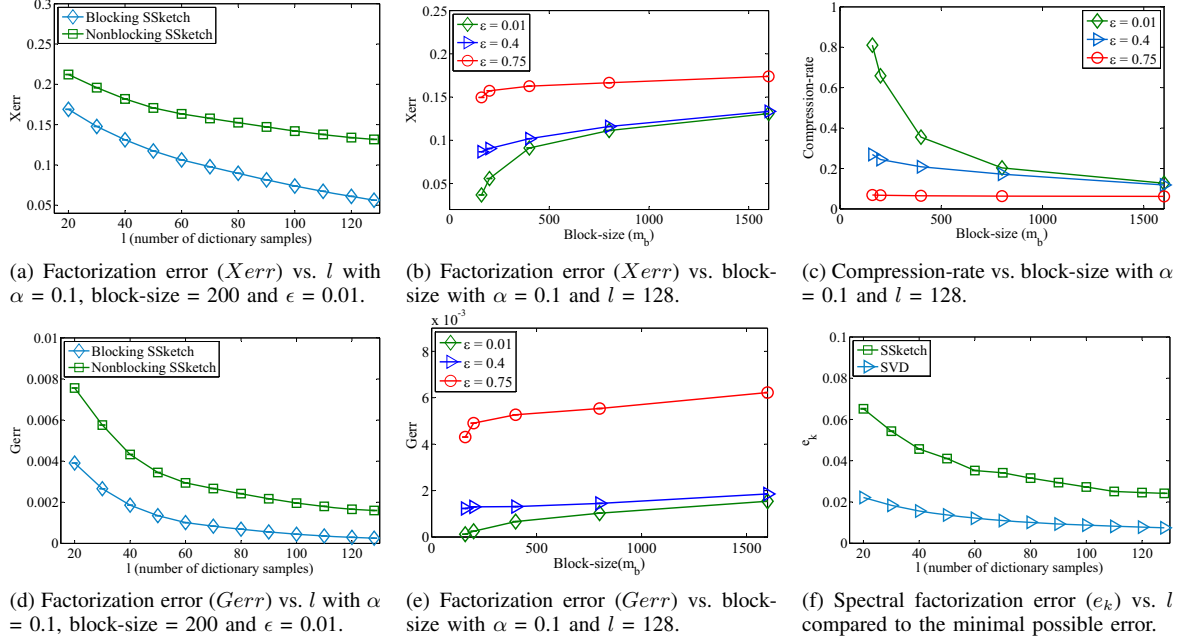 0.3
0.25
0.2
0.15
0.1
0.05
Xerr
Blocking SSketch
Nonblocking SSketch
20 40 60 80 100 120
l (number of dictionary samples)
(a) Factorization error (Xerr) vs. l with
α = 0.1, block-size = 200 and ϵ = 0.01.
0.25
0.2
0.15
0.1
0.05
Xerr
ε = 0.01
ε = 0.4
ε = 0.75
0 500 1000 1500
Block-size (m_b)
(b) Factorization error (Xerr) vs. block-
size with α = 0.1 and l = 128.
1
0.8
0.6
0.4
0.2
0
Compression-rate
ε = 0.01
ε = 0.4
ε = 0.75
0 500 1000 1500
Block-size (m_b)
(c) Compression-rate vs. block-size with α
= 0.1 and l = 128.
0.01
0.008
0.006
0.004
0.002
0
Gerr
Blocking SSketch
Nonblocking SSketch
20 40 60 80 100 120
l (number of dictionary samples)
(d) Factorization error (Gerr) vs. l with α =
0.1, block-size = 200 and ϵ = 0.01.
x 10^-3
8
6
4
2
0
Gerr
ε = 0.01
ε = 0.4
ε = 0.75
0 500 1000 1500
Block-size(m_b)
(e) Factorization error (Gerr) vs. block-
size with α = 0.1 and l = 128.
0.1
0.08
0.06
0.04
0.02
0
e_k
SSketch
SVD
20 40 60 80 100 120
l (number of dictionary samples)
(f) Spectral factorization error (e_k) vs. l
compared to the minimal possible error.